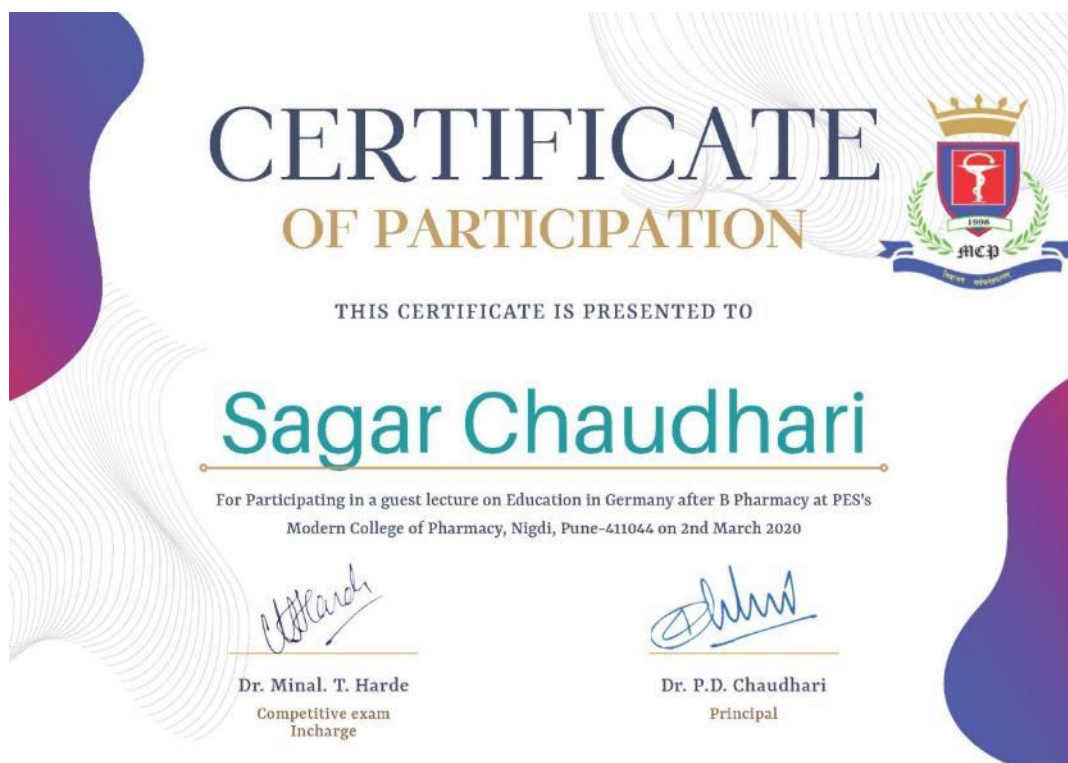 CERTIFICATE
OF PARTICIPATION
1998
MCP
THIS CERTIFICATE IS PRESENTED TO
Sagar Chaudhari
For Participating in a guest lecture on Education in Germany after B Pharmacy at PES's
Modern College of Pharmacy, Nigdi, Pune-411044 on 2nd March 2020
Dr. Minal. T. Harde
Competitive exam
Incharge
Dr. P.D. Chaudhari
Principal